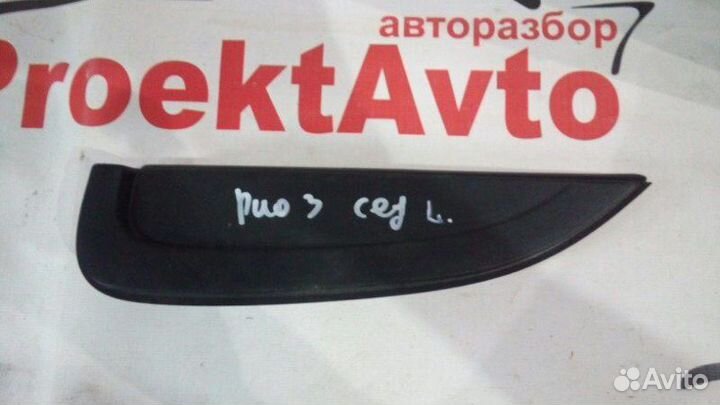 авторазбор
ProektAvto
рио 3 сед L.
Avito